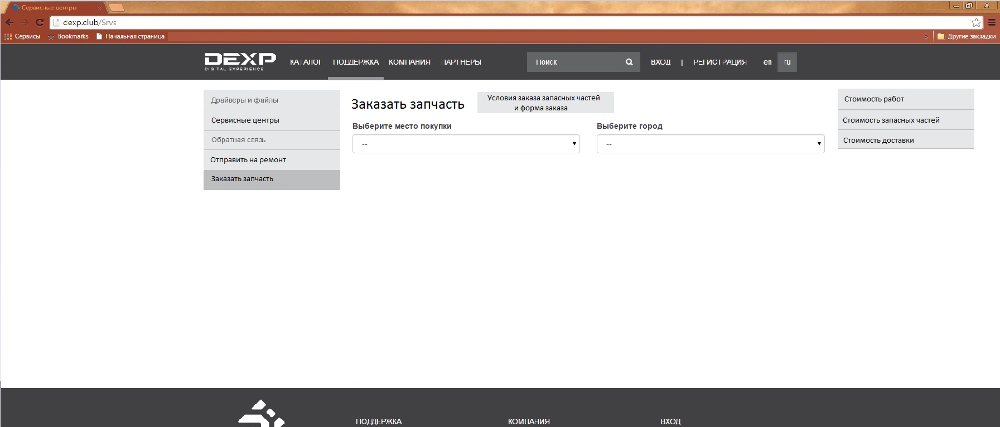 Сервисные центры
dexp.club/Srvs
Сервисы
Bookmarks
Начальная страница
»
Другие закладки
DEXP
DIGITAL EXPERIENCE
КАТАЛОГ
ПОДДЕРЖКА
КОМПАНИЯ
ПАРТНЕРЫ
Поиск
ВХОД | РЕГИСТРАЦИЯ
en
ru
Драйверы и файлы
Сервисные центры
Обратная связь
Отправить на ремонт
Заказать запчасть
Заказать запчасть
Условия заказа запасных частей
и форма заказа
Выберите место покупки
--
Выберите город
--
Стоимость работ
Стоимость запасных частей
Стоимость доставки
ПОДДЕРЖКА
КОМПАНИЯ
ВХОД